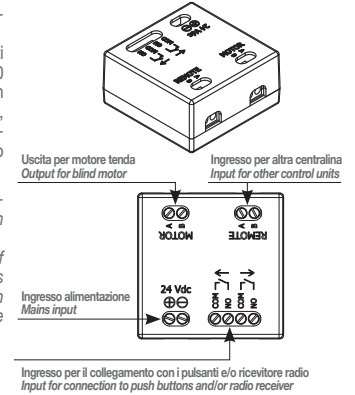 Uscita per motore tenda
Output for blind motor
Ingresso per altra centralina
Input for other control units
A B
MOTOR
A B
REMOTE
24 Vdc
COM
NO
COM
NO
Ingresso alimentazione
Mains input
Ingresso per il collegamento con i pulsanti e/o ricevitore radio
Input for connection to push buttons and/or radio receiver